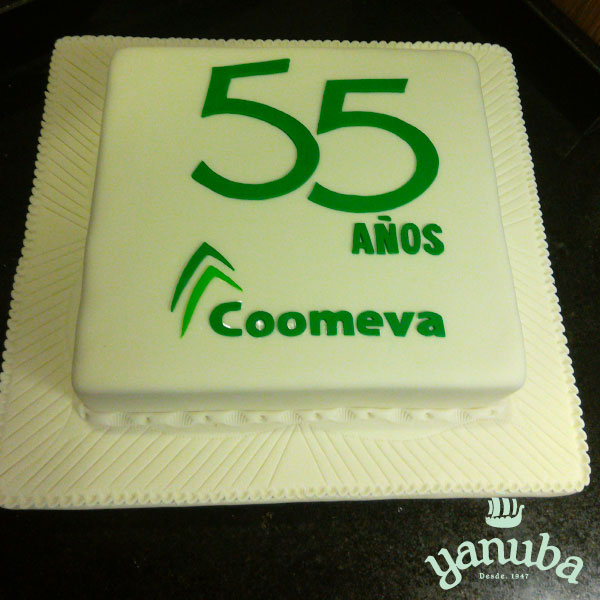 55
AÑOS
Coomeva
yanuba
Desde. 1947